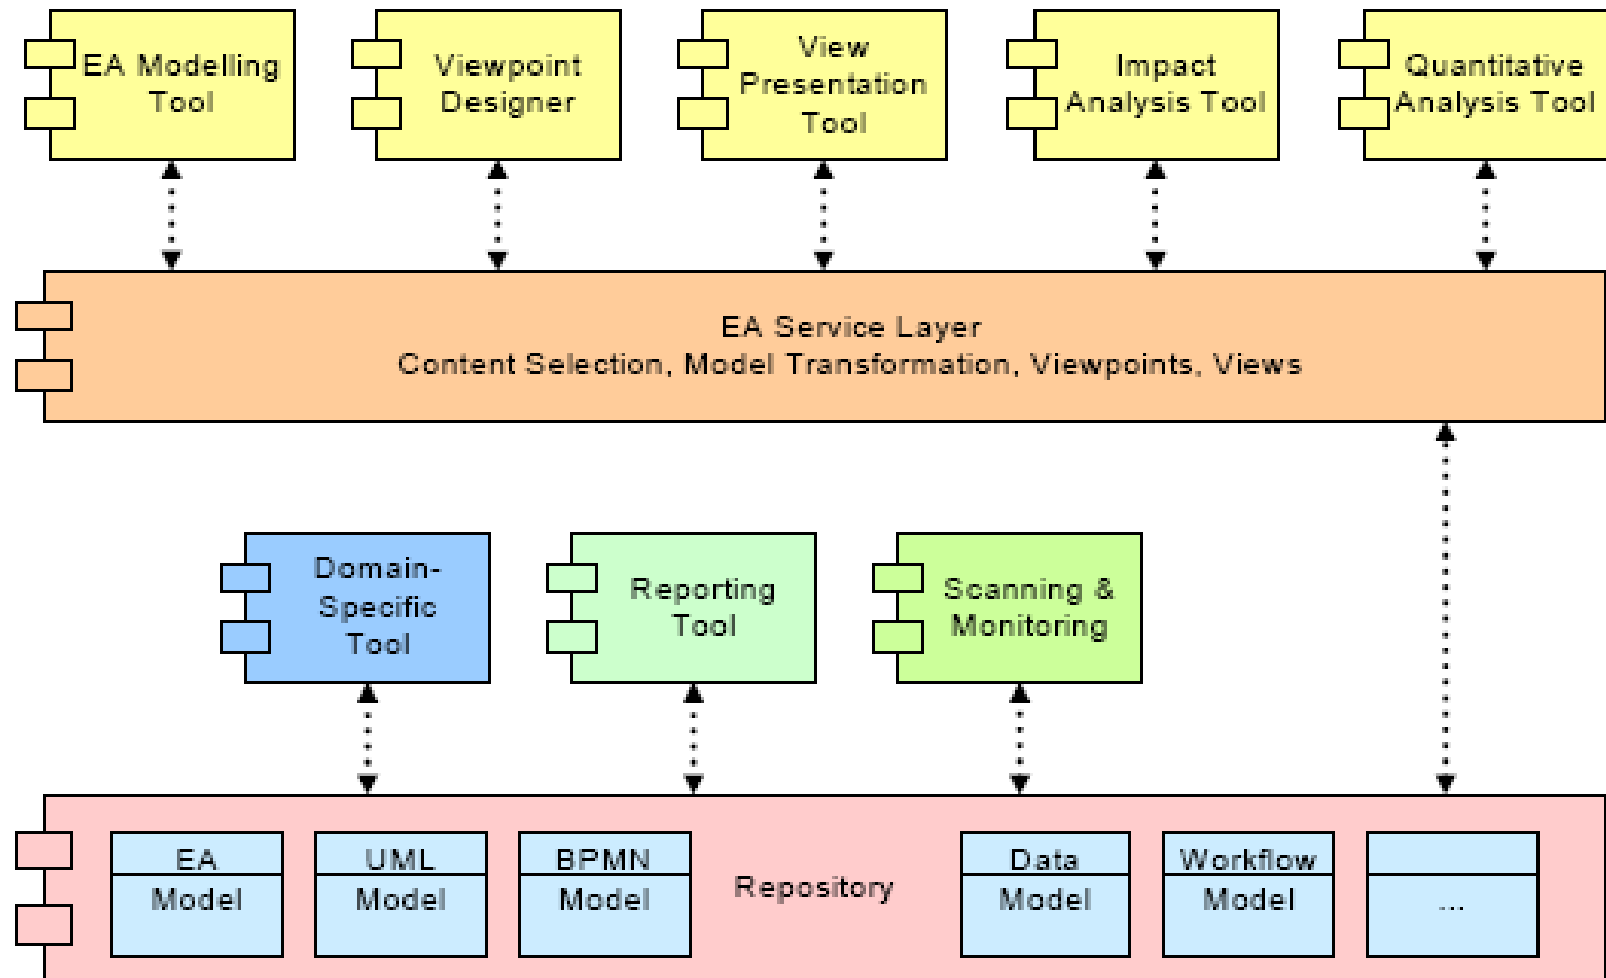 EA Modelling
Tool
Viewpoint
Designer
View
Presentation
Tool
Impact
Analysis Tool
Quantitative
Analysis Tool
EA Service Layer
Content Selection, Model Transformation, Viewpoints, Views
Domain-
Specific
Tool
Reporting
Tool
Scanning &
Monitoring
EA
Model
UML
Model
BPMN
Model
Repository
Data
Model
Workflow
Model
...